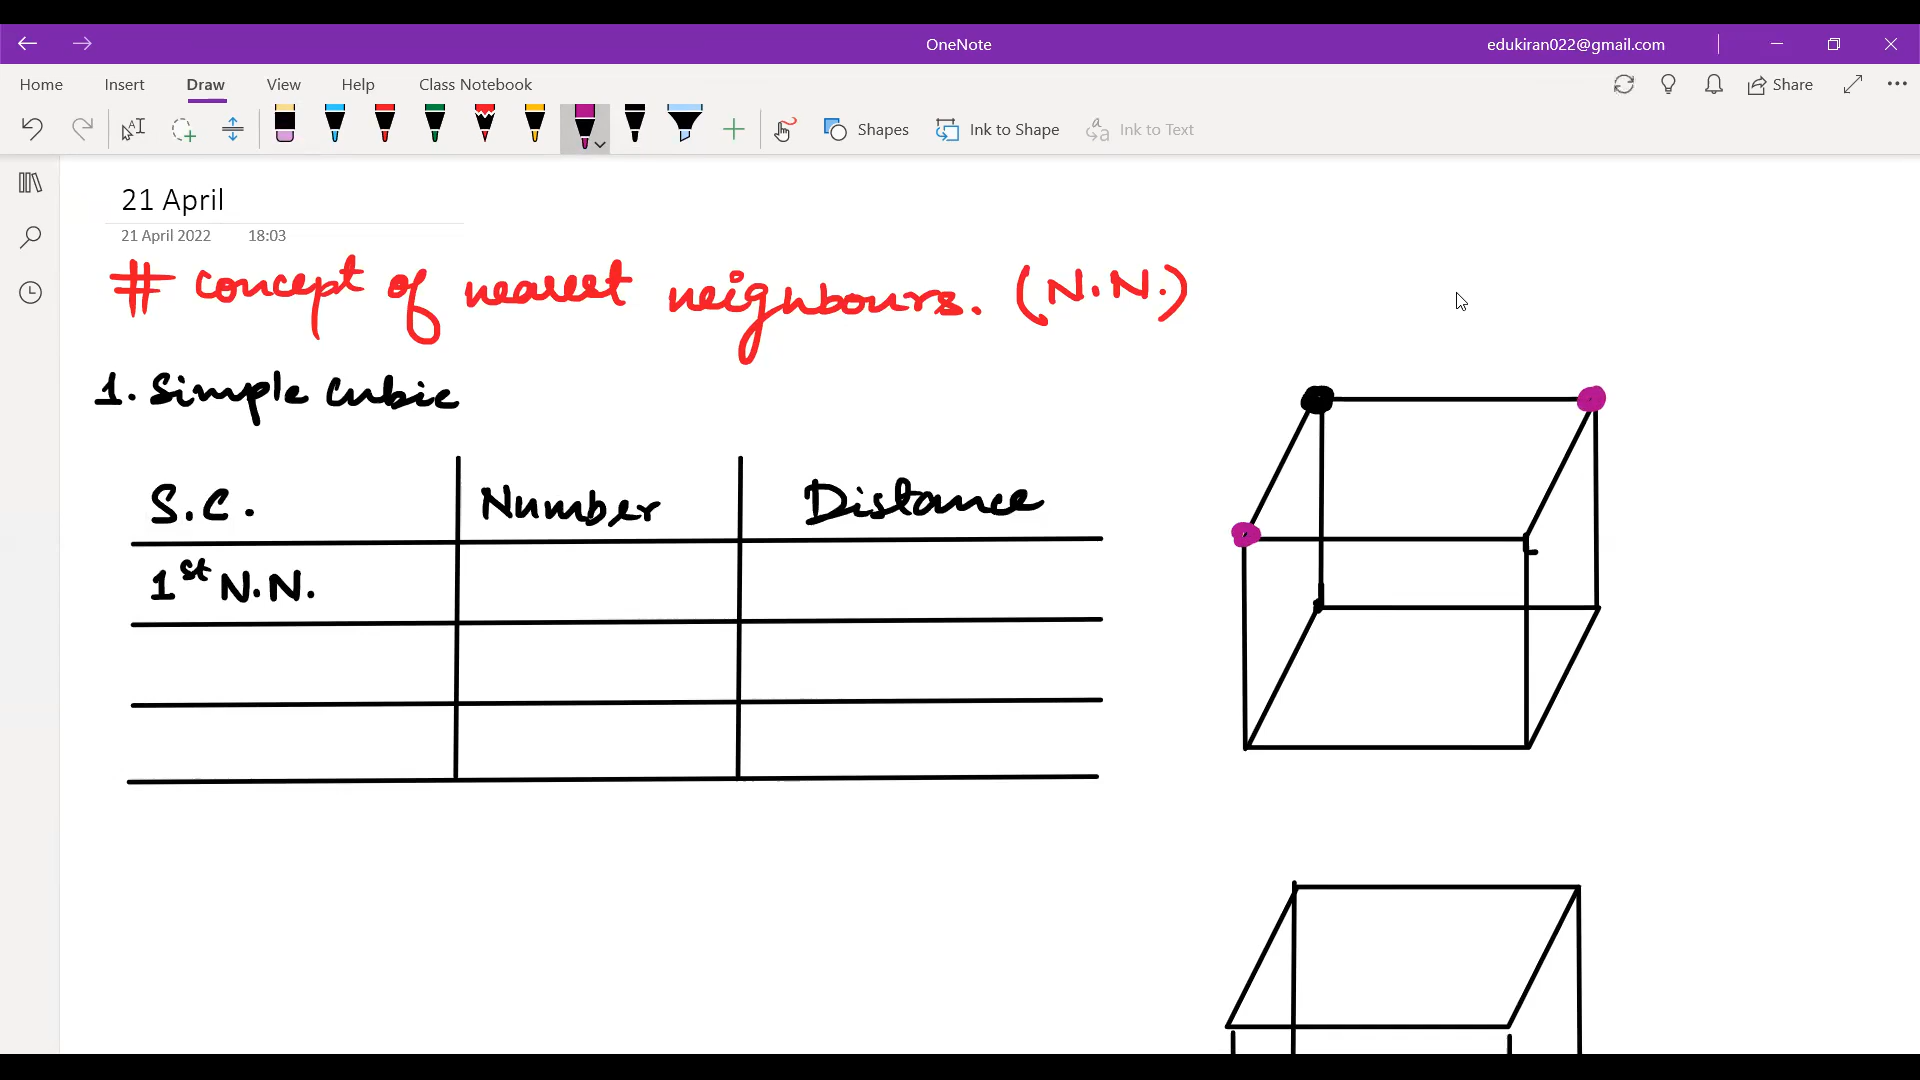 OneNote
edukiran022@gmail.com
Home Insert Draw View Help Class Notebook
Share
Shapes Ink to Shape Ink to Text
21 April
21 April 2022 18:03
# concept of nearest neighbours. (N.N.)
1. Simple cubic
S.C. Number Distance
1st N.N.